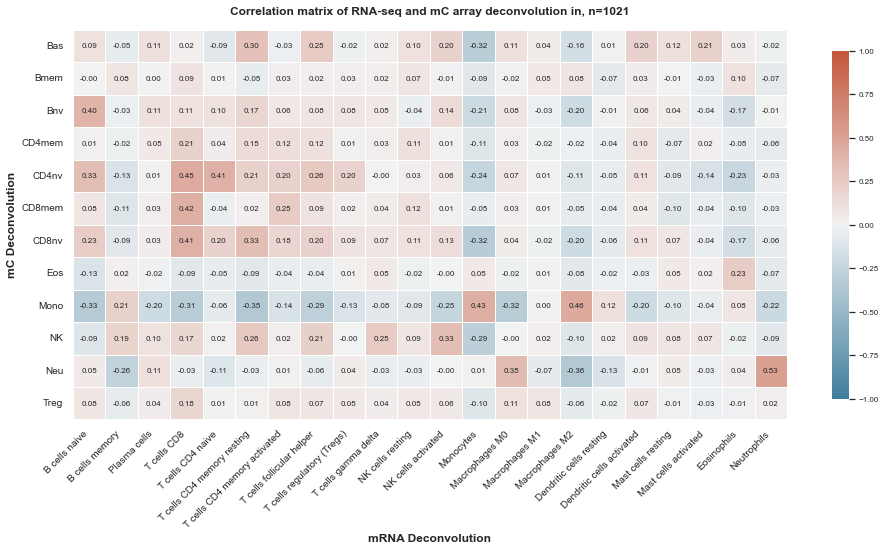 Correlation matrix of RNA-seq and mC array deconvolution in, n=1021
mC Deconvolution
Bas 0.09 -0.05 0.11 0.02 -0.09 0.30 -0.03 0.25 -0.02 0.02 0.10 0.20 -0.32 0.11 0.04 -0.16 0.01 0.20 0.12 0.21 0.03 -0.02
Bmem -0.00 0.08 0.00 0.09 0.01 -0.05 0.03 0.02 0.03 0.02 0.07 -0.01 -0.09 -0.02 0.05 0.08 -0.07 0.03 -0.01 -0.03 0.10 -0.07
Bnv 0.40 -0.03 0.11 0.11 0.10 0.17 0.06 0.08 0.08 0.05 -0.04 0.14 -0.21 0.08 -0.03 -0.20 -0.01 0.06 0.04 -0.04 -0.17 -0.01
CD4mem 0.01 -0.02 0.05 0.21 0.04 0.15 0.12 0.12 0.01 0.03 0.11 0.01 -0.11 0.03 -0.02 -0.02 -0.04 0.10 -0.07 0.02 -0.05 -0.06
CD4nv 0.33 -0.13 0.01 0.45 0.41 0.21 0.20 0.26 0.20 -0.00 0.03 0.06 -0.24 0.07 0.01 -0.11 -0.05 0.11 -0.09 -0.14 -0.23 -0.03
CD8mem 0.08 -0.11 0.03 0.42 -0.04 0.02 0.25 0.09 0.02 0.04 0.12 0.01 -0.05 0.03 0.01 -0.05 -0.04 0.04 -0.10 -0.04 -0.10 -0.03
CD8nv 0.23 -0.09 0.03 0.41 0.20 0.33 0.18 0.20 0.09 0.07 0.11 0.13 -0.32 0.04 -0.02 -0.20 -0.06 0.11 0.07 -0.04 -0.17 -0.06
Eos -0.13 0.02 -0.02 -0.09 -0.05 -0.09 -0.04 -0.04 0.01 0.05 -0.02 -0.00 0.05 -0.02 0.01 -0.08 -0.02 -0.03 0.05 0.02 0.23 -0.07
Mono -0.33 0.21 -0.20 -0.31 -0.06 -0.35 -0.14 -0.29 -0.13 -0.08 -0.09 -0.25 0.43 -0.32 0.00 0.46 0.12 -0.20 -0.10 -0.04 0.08 -0.22
NK -0.09 0.19 0.10 0.17 0.02 0.26 0.02 0.21 -0.00 0.25 0.09 0.33 -0.29 -0.00 0.02 -0.10 0.02 0.09 0.08 0.07 -0.02 -0.09
Neu 0.05 -0.26 0.11 -0.03 -0.11 -0.03 0.01 -0.06 0.04 -0.03 -0.03 -0.00 0.01 0.35 -0.07 -0.36 -0.13 -0.01 0.05 -0.03 0.04 0.53
Treg 0.08 -0.06 0.04 0.18 0.01 0.01 0.08 0.07 0.05 0.04 0.05 0.06 -0.10 0.11 0.08 -0.06 -0.02 0.07 0.01 -0.03 -0.01 0.02
B cells naive
B cells memory
Plasma cells
T cells CD8
T cells CD4 naive
T cells CD4 memory resting
T cells CD4 memory activated
T cells follicular helper
T cells regulatory (Tregs)
T cells gamma delta
NK cells resting
NK cells activated
Monocytes
Macrophages M0
Macrophages M1
Macrophages M2
Dendritic cells resting
Dendritic cells activated
Mast cells resting
Mast cells activated
Eosinophils
Neutrophils
mRNA Deconvolution
1.00
0.75
0.50
0.25
0.00
-0.25
-0.50
-0.75
-1.00